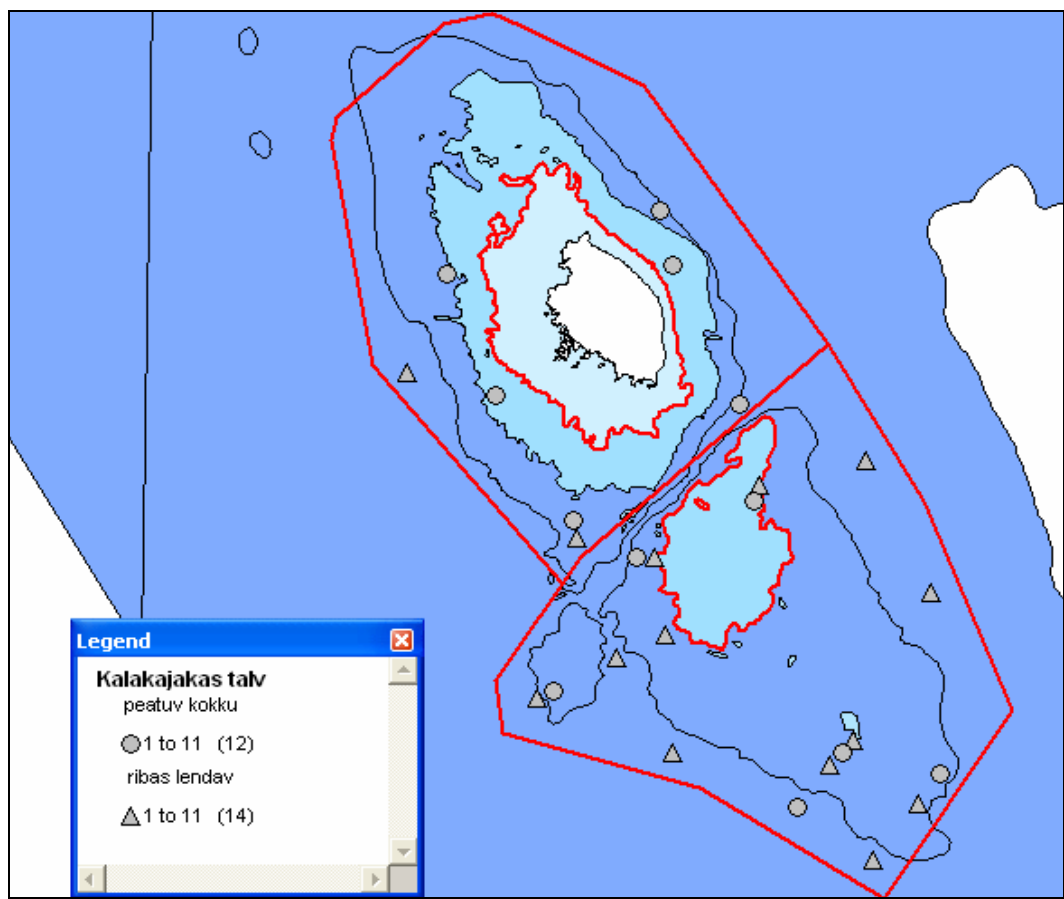 Legend
Kalakajakas talv
peatuv kokku
1 to 11 (12)
ribas lendav
1 to 11 (14)